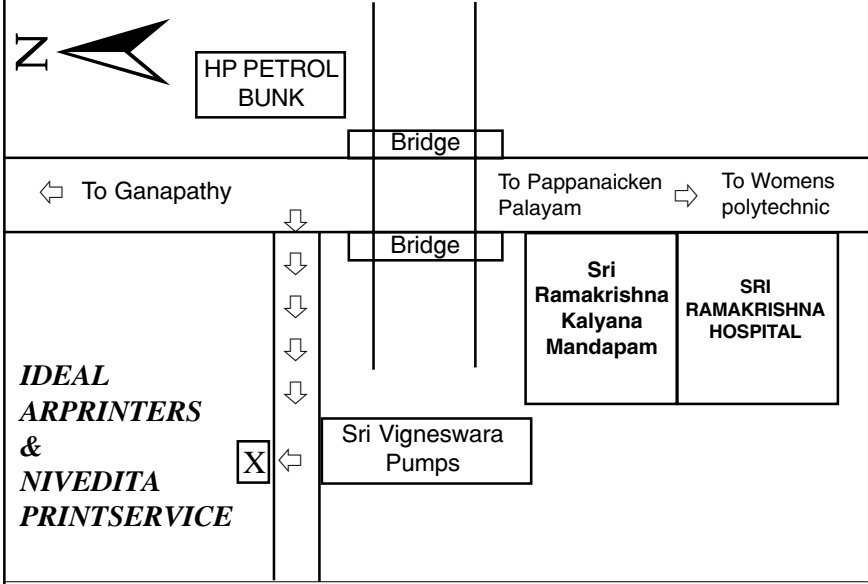 N
HP PETROL
BUNK
Bridge
To Ganapathy
To Pappanaicken
Palayam
To Womens
polytechnic
Bridge
Sri
Ramakrishna
Kalyana
Mandapam
SRI
RAMAKRISHNA
HOSPITAL
IDEAL
ARPRINTERS
&
NIVEDITA
PRINTSERVICE
X
Sri Vigneswara
Pumps